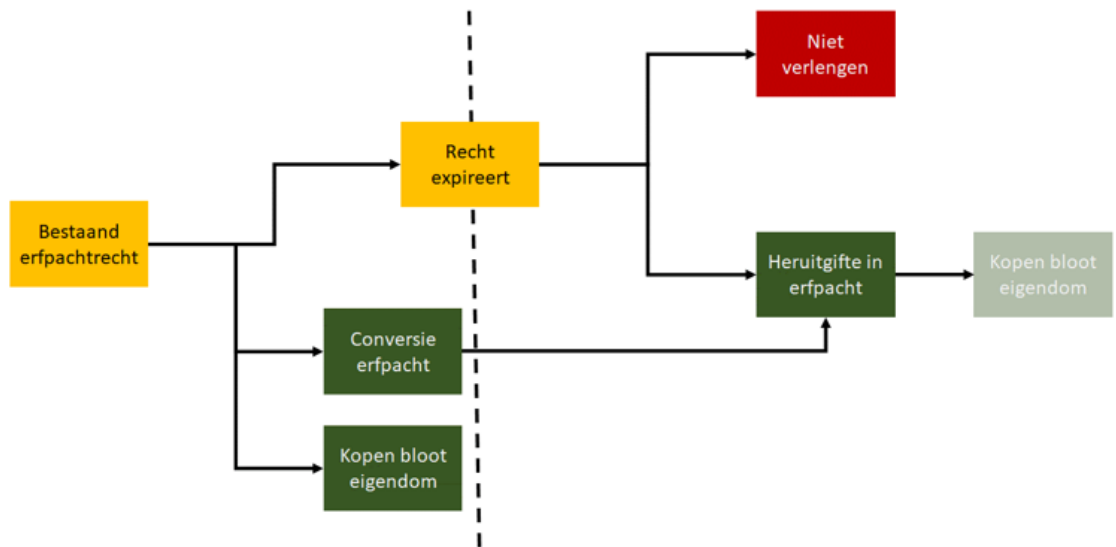 Niet
verlengen
Recht
expireert
Bestaand
erfpachtrecht
Heruitgifte in
erfpacht
Kopen bloot
eigendom
Conversie
erfpacht
Kopen bloot
eigendom